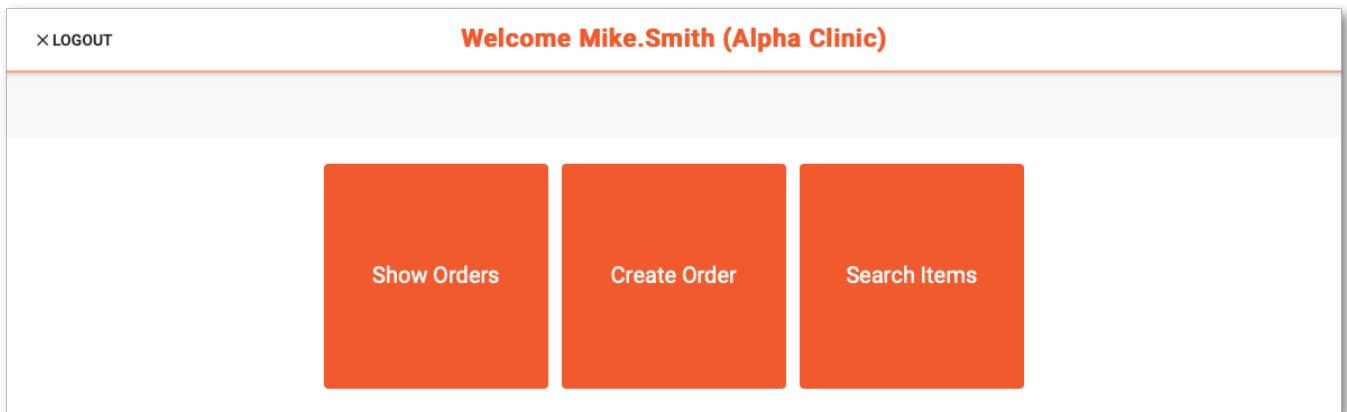 × LOGOUT
Welcome Mike.Smith (Alpha Clinic)
Show Orders
Create Order
Search Items